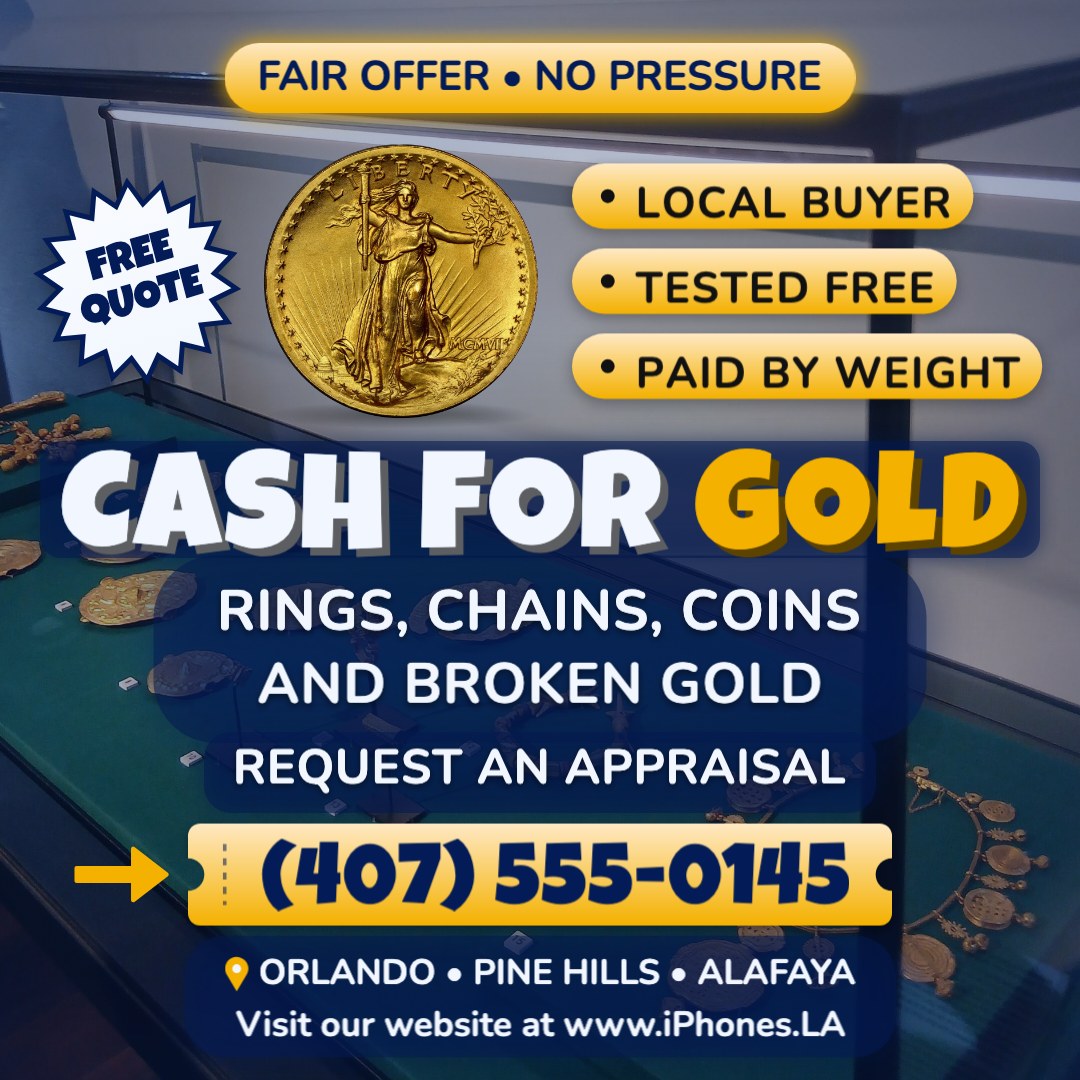 FAIR OFFER • NO PRESSURE
FREE
QUOTE
LIBERTY
MCMVII
• LOCAL BUYER
• TESTED FREE
• PAID BY WEIGHT
CASH FOR GOLD
RINGS, CHAINS, COINS
AND BROKEN GOLD
REQUEST AN APPRAISAL
(407) 555-0145
ORLANDO • PINE HILLS • ALAFAYA
Visit our website at www.iPhones.LA